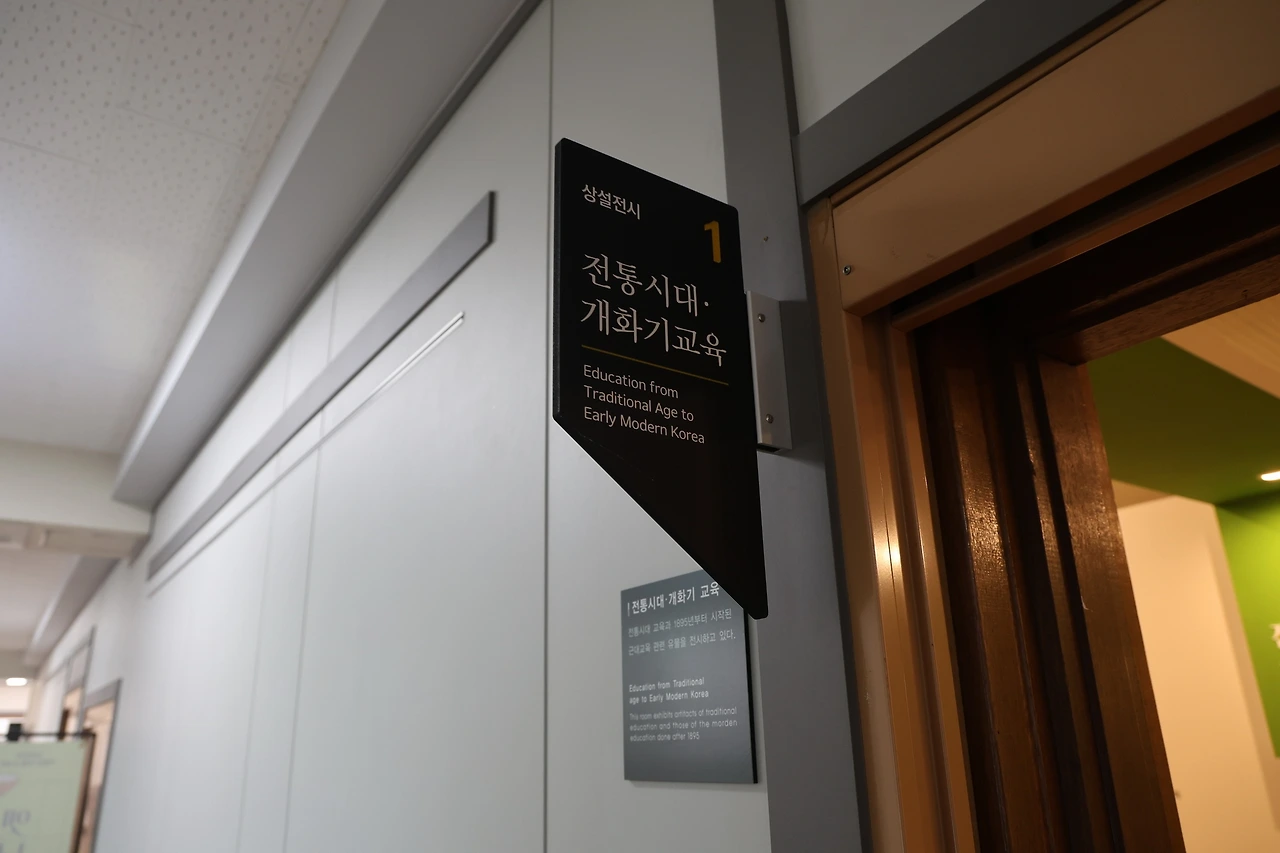 상설전시
1
전통시대·
개화기교육
Education from
Traditional Age to
Early Modern Korea
전통시대·개화기 교육
전통시대 교육과 1895년부터 시작된
근대교육 관련 유물을 전시하고 있다.
Education from Traditional
age to Early Modern Korea
This room exhibits artifacts of traditional
education and those of the morden
education done after 1895